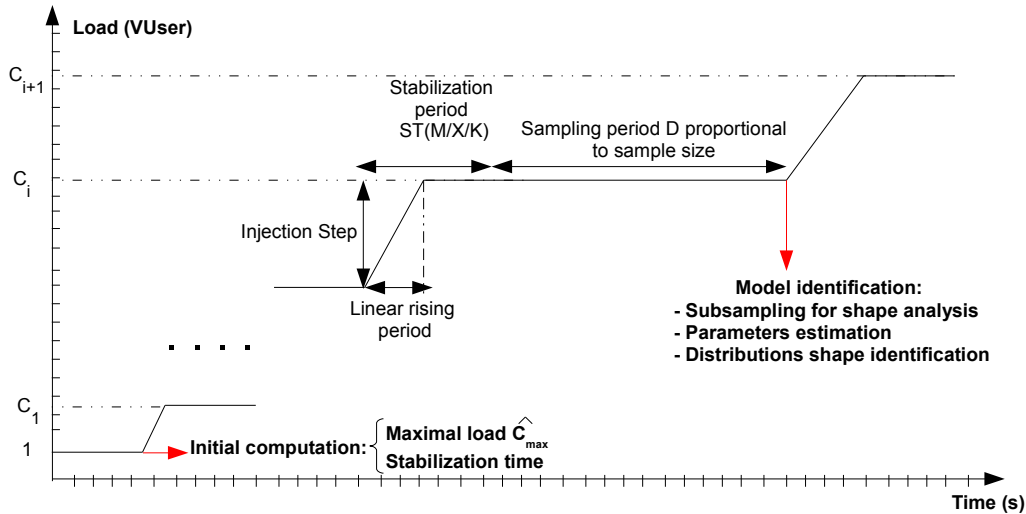 Load (VUser)
C i+1
Stabilization
period
ST(M/X/K)
Sampling period D proportional
to sample size
C i
Injection Step
Linear rising
period
Model identification:
- Subsampling for shape analysis
- Parameters estimation
- Distributions shape identification
. . . .
C 1
1
Initial computation:
Maximal load Ĉ max
Stabilization time
Time (s)